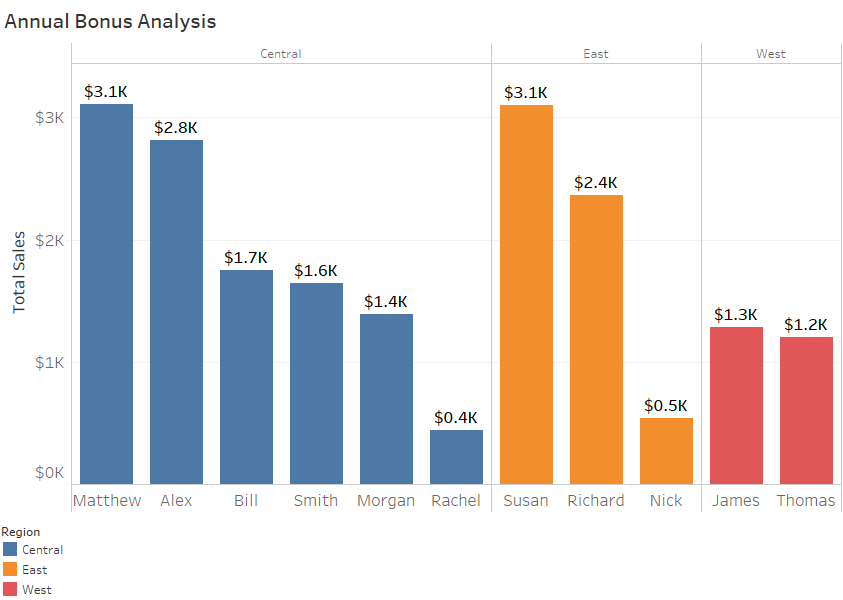 Annual Bonus Analysis
Central East West
$3.1K $2.8K $1.7K $1.6K $1.4K $0.4K $3.1K $2.4K $0.5K $1.3K $1.2K
Total Sales
$3K
$2K
$1K
$0K
Matthew Alex Bill Smith Morgan Rachel Susan Richard Nick James Thomas
Region
Central
East
West